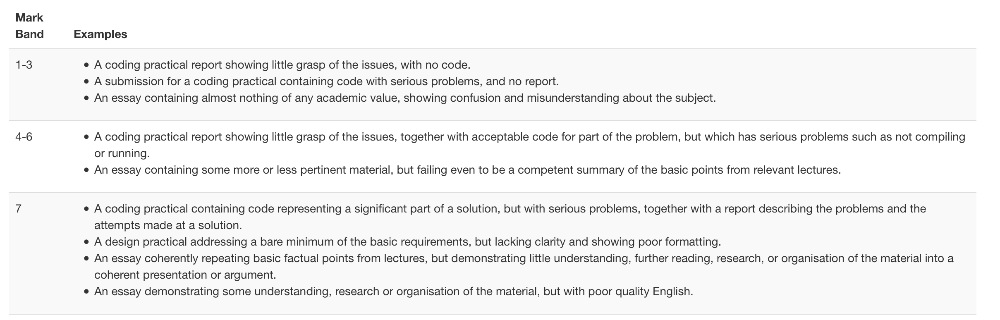 Mark
Band Examples
1-3
• A coding practical report showing little grasp of the issues, with no code.
• A submission for a coding practical containing code with serious problems, and no report.
• An essay containing almost nothing of any academic value, showing confusion and misunderstanding about the subject.
4-6
• A coding practical report showing little grasp of the issues, together with acceptable code for part of the problem, but which has serious problems such as not compiling
or running.
• An essay containing some more or less pertinent material, but failing even to be a competent summary of the basic points from relevant lectures.
7
• A coding practical containing code representing a significant part of a solution, but with serious problems, together with a report describing the problems and the
attempts made at a solution.
• A design practical addressing a bare minimum of the basic requirements, but lacking clarity and showing poor formatting.
• An essay coherently repeating basic factual points from lectures, but demonstrating little understanding, further reading, research, or organisation of the material into a
coherent presentation or argument.
• An essay demonstrating some understanding, research or organisation of the material, but with poor quality English.